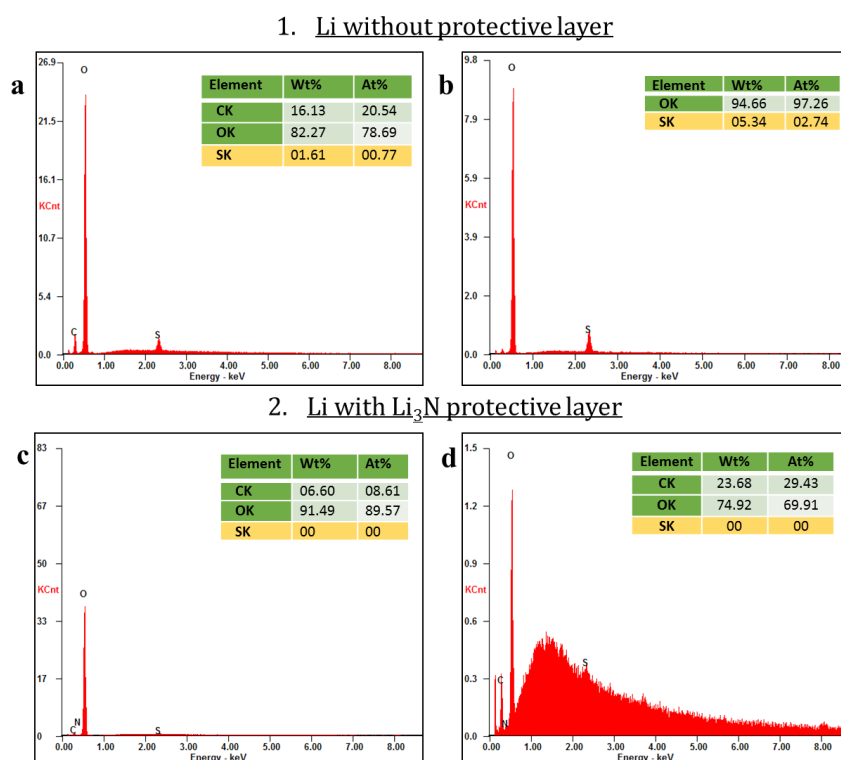 1. Li without protective layer
a
26.9
21.5
16.1
KCnt
10.7
5.4
0.0
O
C
S
Element Wt% At%
CK 16.13 20.54
OK 82.27 78.69
SK 01.61 00.77
0.00 1.00 2.00 3.00 4.00 5.00 6.00 7.00 8.00
Energy - keV
b
9.8
7.9
5.9
KCnt
3.9
2.0
0.0
O
S
Element Wt% At%
OK 94.66 97.26
SK 05.34 02.74
0.00 1.00 2.00 3.00 4.00 5.00 6.00 7.00 8.00
Energy - keV
2. Li with Li₃N protective layer
c
83
67
50
KCnt
33
17
0
O
N
C
S
Element Wt% At%
CK 06.60 08.61
OK 91.49 89.57
SK 00 00
0.00 1.00 2.00 3.00 4.00 5.00 6.00 7.00 8.00
Energy - keV
d
1.5
1.2
0.9
KCnt
0.6
0.3
0.0
O
C
N
S
Element Wt% At%
CK 23.68 29.43
OK 74.92 69.91
SK 00 00
0.00 1.00 2.00 3.00 4.00 5.00 6.00 7.00 8.00
Energy - keV